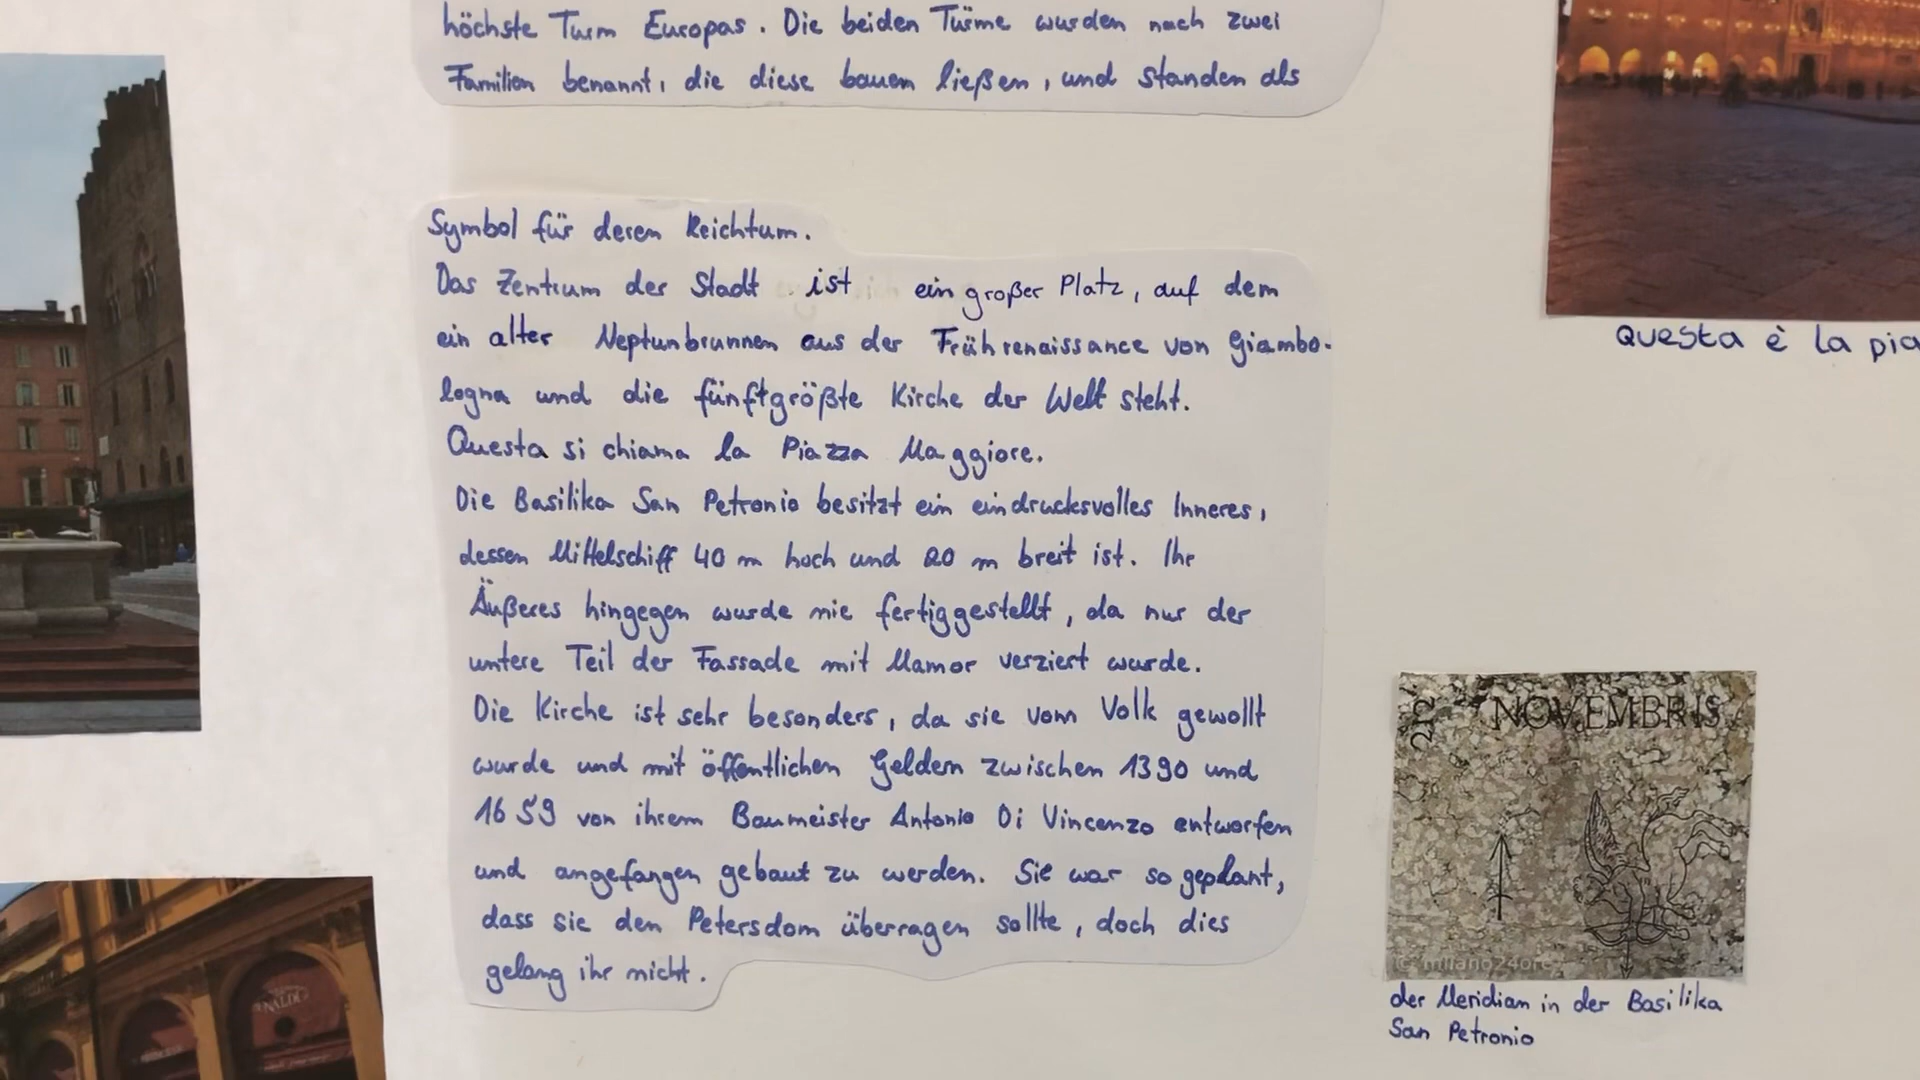 höchste Turm Europas. Die beiden Türme wurden nach zwei
Familien benannt, die diese bauen ließen, und standen als
Symbol für deren Reichtum.
Das Zentrum der Stadt ist ein großer Platz, auf dem
ein alter Neptunbrunnen aus der Frührenaissance von Giambo-
logna und die fünftgrößte Kirche der Welt steht.
Questa si chiama la Piazza Maggiore.
Die Basilika San Petronio besitzt ein eindrucksvolles Inneres,
dessen Mittelschiff 40 m hoch und 20 m breit ist. Ihr
Äußeres hingegen wurde nie fertiggestellt, da nur der
untere Teil der Fassade mit Mamor verziert wurde.
Die Kirche ist sehr besonders, da sie vom Volk gewollt
wurde und mit öffentlichen Geldern zwischen 1390 und
1659 von ihrem Baumeister Antonio Di Vincenzo entworfen
und angefangen gebaut zu werden. Sie war so geplant,
dass sie den Petersdom überragen sollte, doch dies
gelang ihr nicht.
Questa è la pia
212 NOVEMBRIS
© milano24ore
der Meridian in der Basilika
San Petronio